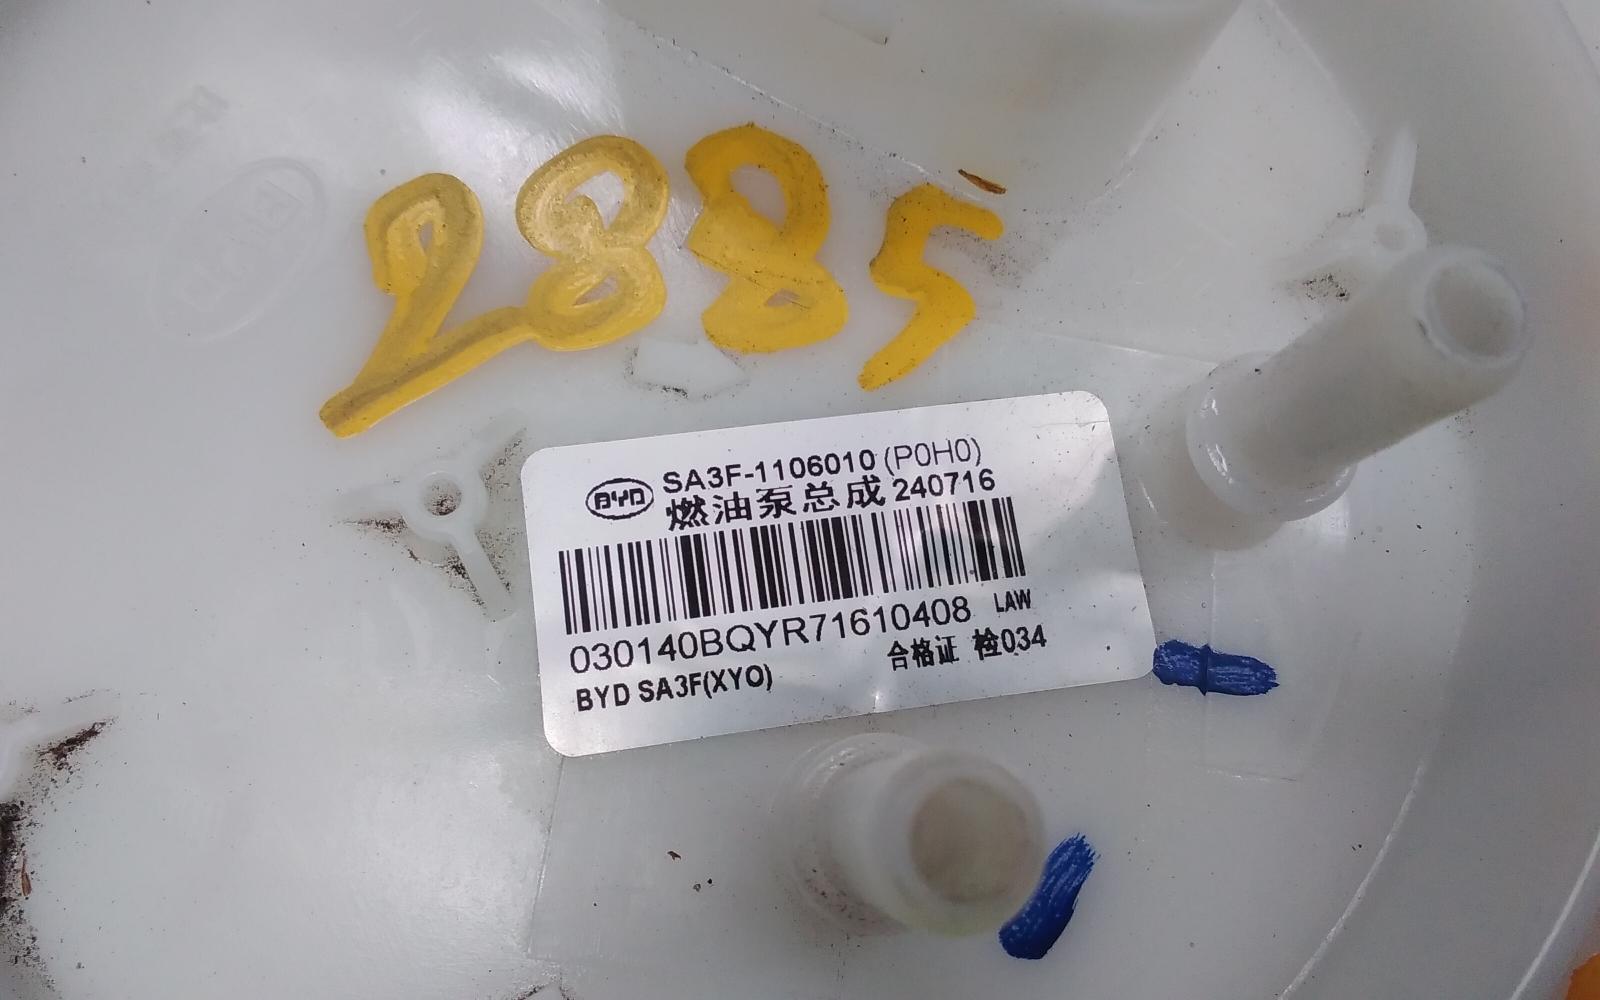 2885
BYD SA3F-1106010 (P0H0)
燃油泵总成 240716
030140BQYR71610408 LAW
BYD SA3F(XYO) 合格证 检034